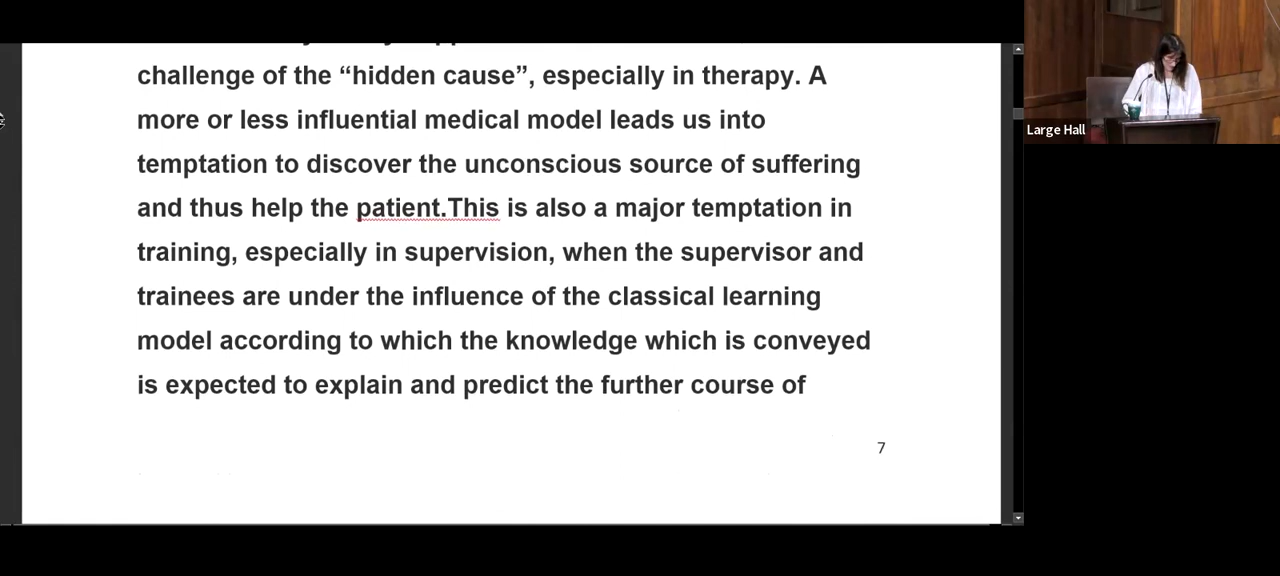 challenge of the “hidden cause”, especially in therapy. A
more or less influential medical model leads us into
temptation to discover the unconscious source of suffering
and thus help the patient.This is also a major temptation in
training, especially in supervision, when the supervisor and
trainees are under the influence of the classical learning
model according to which the knowledge which is conveyed
is expected to explain and predict the further course of
7
Large Hall